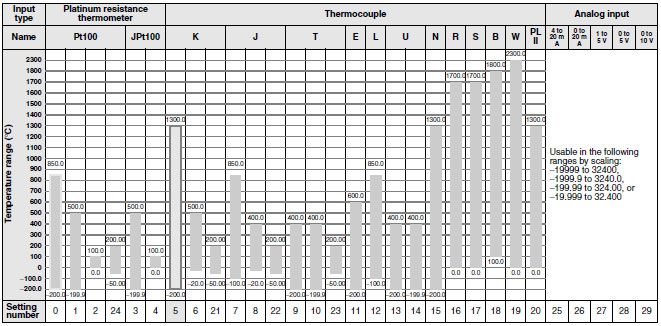 Input type
Platinum resistance thermometer
Thermocouple
Analog input
Name
Pt100
JPt100
K
J
T
E
L
U
N
R
S
B
W
PL II
4 to 20 m A
0 to 20 m A
1 to 5 V
0 to 5 V
0 to 10 V
Temperature range (°C)
2300
1800
1700
1600
1500
1400
1300
1200
1100
1000
900
800
700
600
500
400
300
200
100
0
−100.0
−200.0
2300.0
1800.0
1700.0 1700.0
1300.0 1300.0 1300.0
850.0 850.0 850.0
600.0
500.0 500.0 500.0
400.0 400.0 400.0 400.0 400.0
200.00 200.00 200.00 200.00
100.0 100.0
100.0
0.0 0.0 0.0 0.0 0.0 0.0
−50.00 −20.0 −50.00 −100.0 −20.0 −50.00 −50.00 −100.0
−200.0 −199.9 −199.9 −200.0 −200.0 −199.9 −200.0 −199.9 −200.0 −200.0
Usable in the following
ranges by scaling:
−19999 to 32400,
−1999.9 to 3240.0,
−199.99 to 324.00, or
−19.999 to 32.400
Setting number
0 1 2 24 3 4 5 6 21 7 8 22 9 10 23 11 12 13 14 15 16 17 18 19 20 25 26 27 28 29